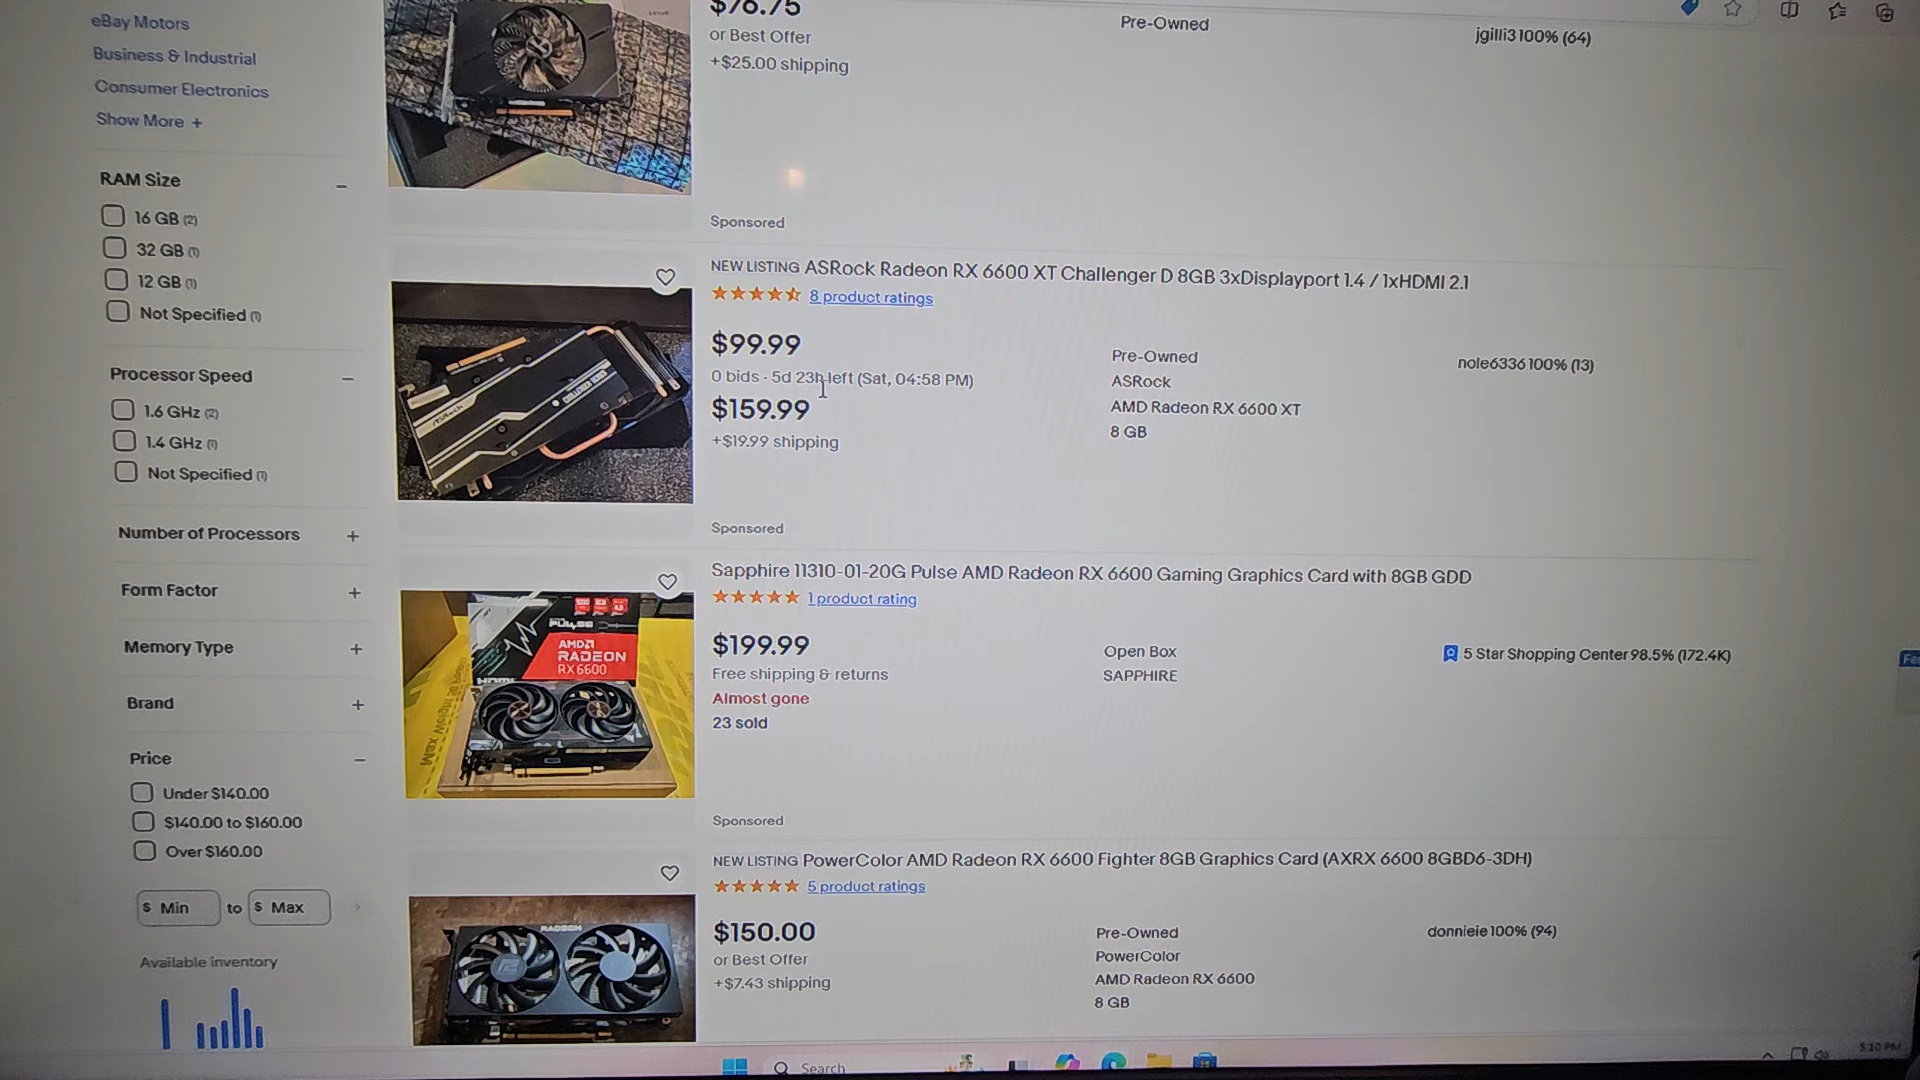 eBay Motors
Business & Industrial
Consumer Electronics
Show More +
RAM Size
16 GB (2)
32 GB (1)
12 GB (1)
Not Specified (1)
Processor Speed
1.6 GHz (2)
1.4 GHz (1)
Not Specified (1)
Number of Processors
Form Factor
Memory Type
Brand
Price
Under $140.00
$140.00 to $160.00
Over $160.00
$ Min to $ Max
Available inventory
$76.75
or Best Offer
+$25.00 shipping
Pre-Owned
jgilli3 100% (64)
Sponsored
NEW LISTING ASRock Radeon RX 6600 XT Challenger D 8GB 3xDisplayport 1.4 / 1xHDMI 2.1
8 product ratings
$99.99
0 bids · 5d 23h left (Sat, 04:58 PM)
$159.99
+$19.99 shipping
Pre-Owned
ASRock
AMD Radeon RX 6600 XT
8 GB
nole6336 100% (13)
Sponsored
Sapphire 11310-01-20G Pulse AMD Radeon RX 6600 Gaming Graphics Card with 8GB GDD
1 product rating
PULSE
AMD
RADEON
RX 6600
$199.99
Free shipping & returns
Almost gone
23 sold
Open Box
SAPPHIRE
5 Star Shopping Center 98.5% (172.4K)
Sponsored
NEW LISTING PowerColor AMD Radeon RX 6600 Fighter 8GB Graphics Card (AXRX 6600 8GBD6-3DH)
5 product ratings
RADEON
$150.00
or Best Offer
+$7.43 shipping
Pre-Owned
PowerColor
AMD Radeon RX 6600
8 GB
donnieie 100% (94)
Search
5:10 PM